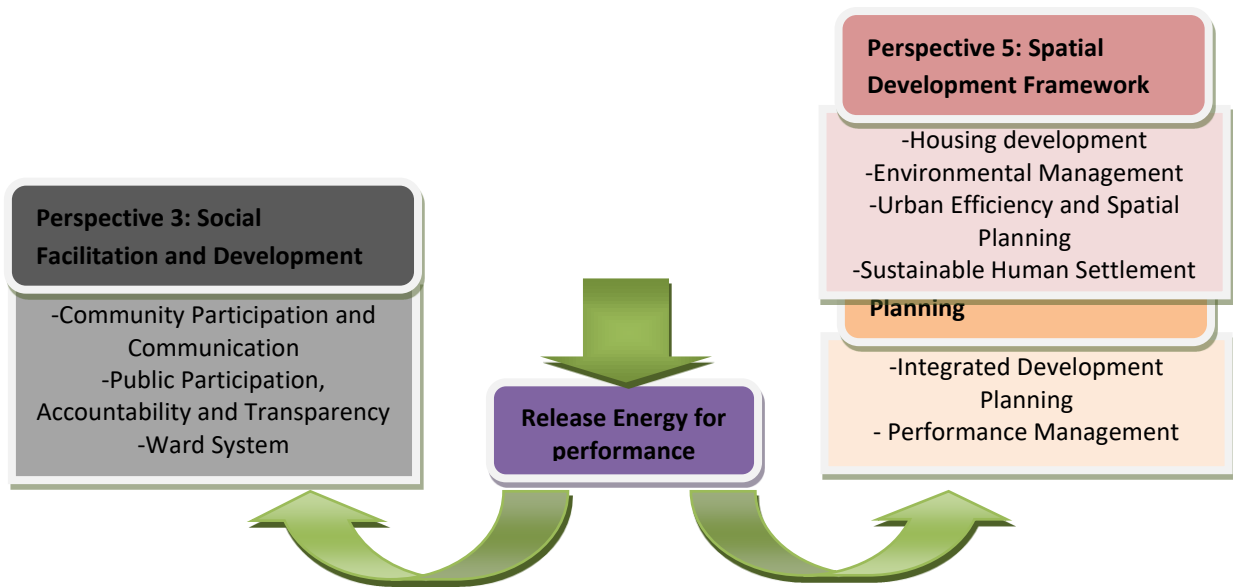 Perspective 3: Social
Facilitation and Development
-Community Participation and
Communication
-Public Participation,
Accountability and Transparency
-Ward System
Release Energy for
performance
Perspective 5: Spatial
Development Framework
-Housing development
-Environmental Management
-Urban Efficiency and Spatial
Planning
-Sustainable Human Settlement
Planning
-Integrated Development
Planning
- Performance Management